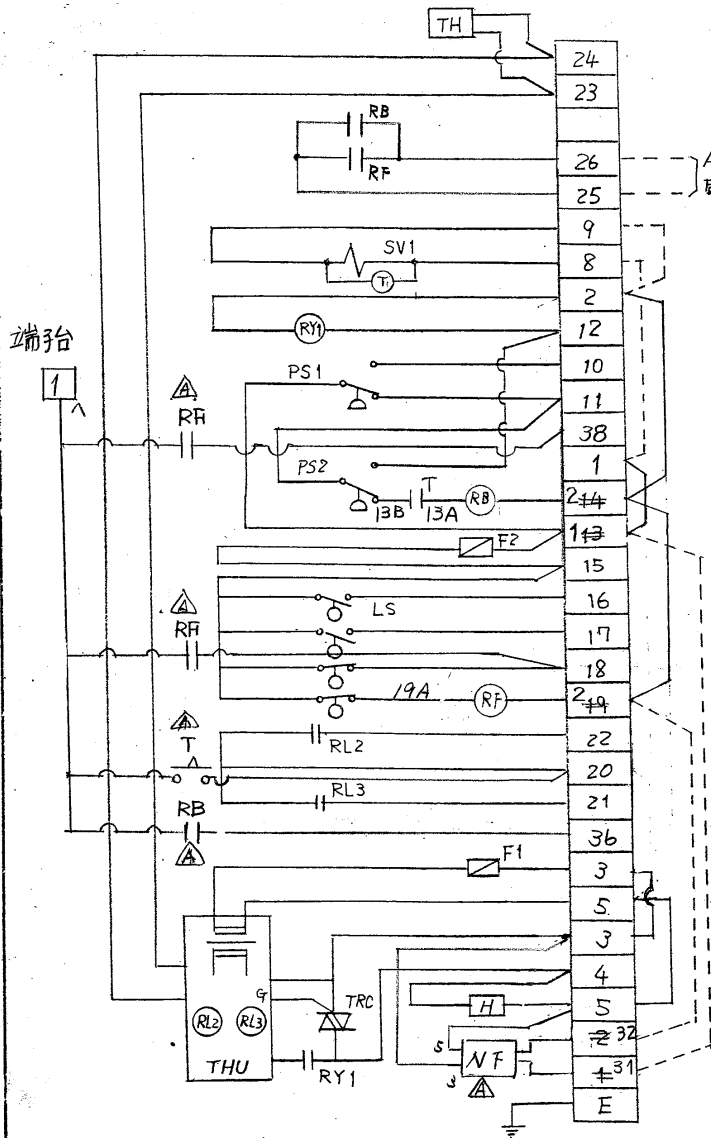 TH
24
23
RB
RF
26
25
9
SV1
8
T1
2
RY1
12
端子台
1
10
PS1
11
A
RF
38
1
PS2
T
RB
2 14
13B
13A
1 13
F2
15
16
LS
A
17
RF
18
19A
RF
2 19
22
A
T
RL2
20
RL3
21
RB
36
A
F1
3
5
3
4
G
TRC
5
RL2
RL3
H
2 32
5
NF
THU
RY1
3
A
1 31
E